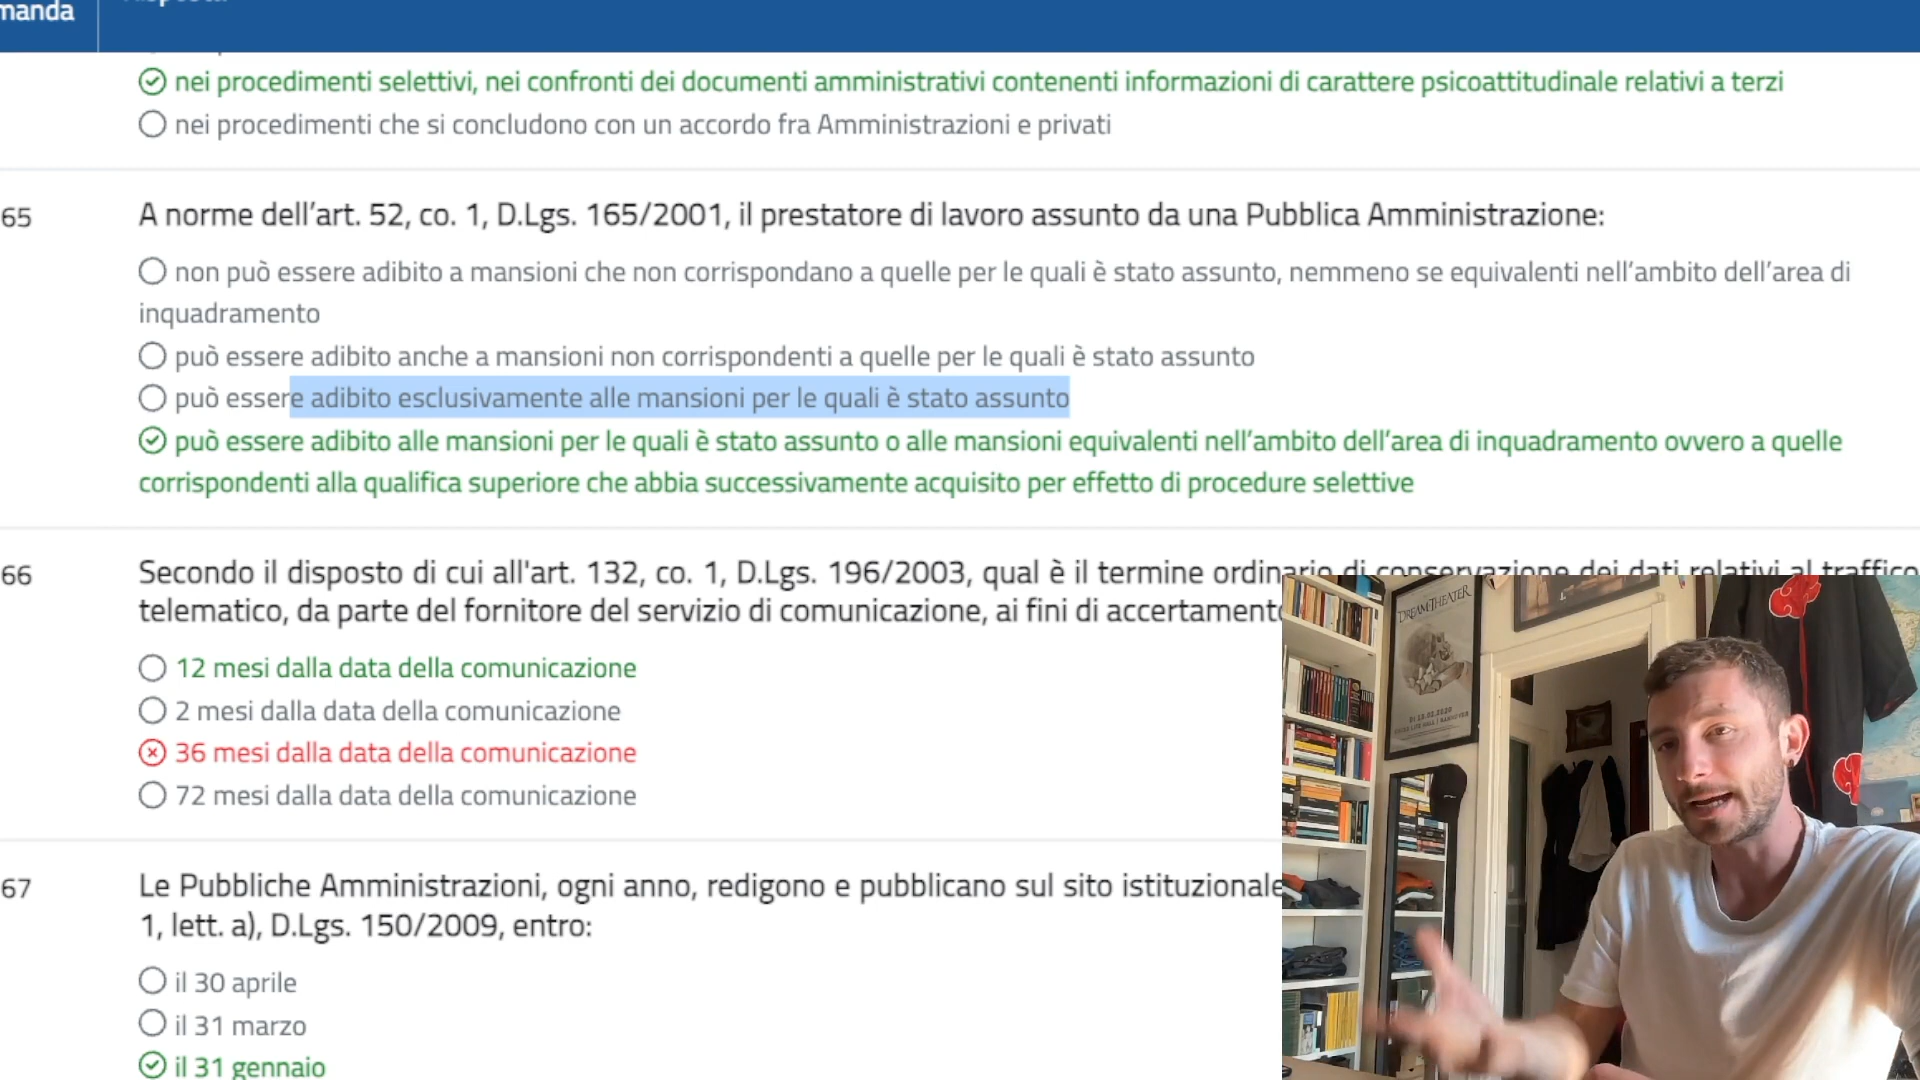 manda
nei procedimenti selettivi, nei confronti dei documenti amministrativi contenenti informazioni di carattere psicoattitudinale relativi a terzi
nei procedimenti che si concludono con un accordo fra Amministrazioni e privati
65
A norme dell'art. 52, co. 1, D.Lgs. 165/2001, il prestatore di lavoro assunto da una Pubblica Amministrazione:
non può essere adibito a mansioni che non corrispondano a quelle per le quali è stato assunto, nemmeno se equivalenti nell'ambito dell'area di
inquadramento
può essere adibito anche a mansioni non corrispondenti a quelle per le quali è stato assunto
può essere adibito esclusivamente alle mansioni per le quali è stato assunto
può essere adibito alle mansioni per le quali è stato assunto o alle mansioni equivalenti nell'ambito dell'area di inquadramento ovvero a quelle
corrispondenti alla qualifica superiore che abbia successivamente acquisito per effetto di procedure selettive
66
Secondo il disposto di cui all'art. 132, co. 1, D.Lgs. 196/2003, qual è il termine ordinario di conservazione dei dati relativi al traffico
telematico, da parte del fornitore del servizio di comunicazione, ai fini di accertamento
12 mesi dalla data della comunicazione
2 mesi dalla data della comunicazione
36 mesi dalla data della comunicazione
72 mesi dalla data della comunicazione
67
Le Pubbliche Amministrazioni, ogni anno, redigono e pubblicano sul sito istituzionale
1, lett. a), D.Lgs. 150/2009, entro:
il 30 aprile
il 31 marzo
il 31 gennaio
DREAM THEATER